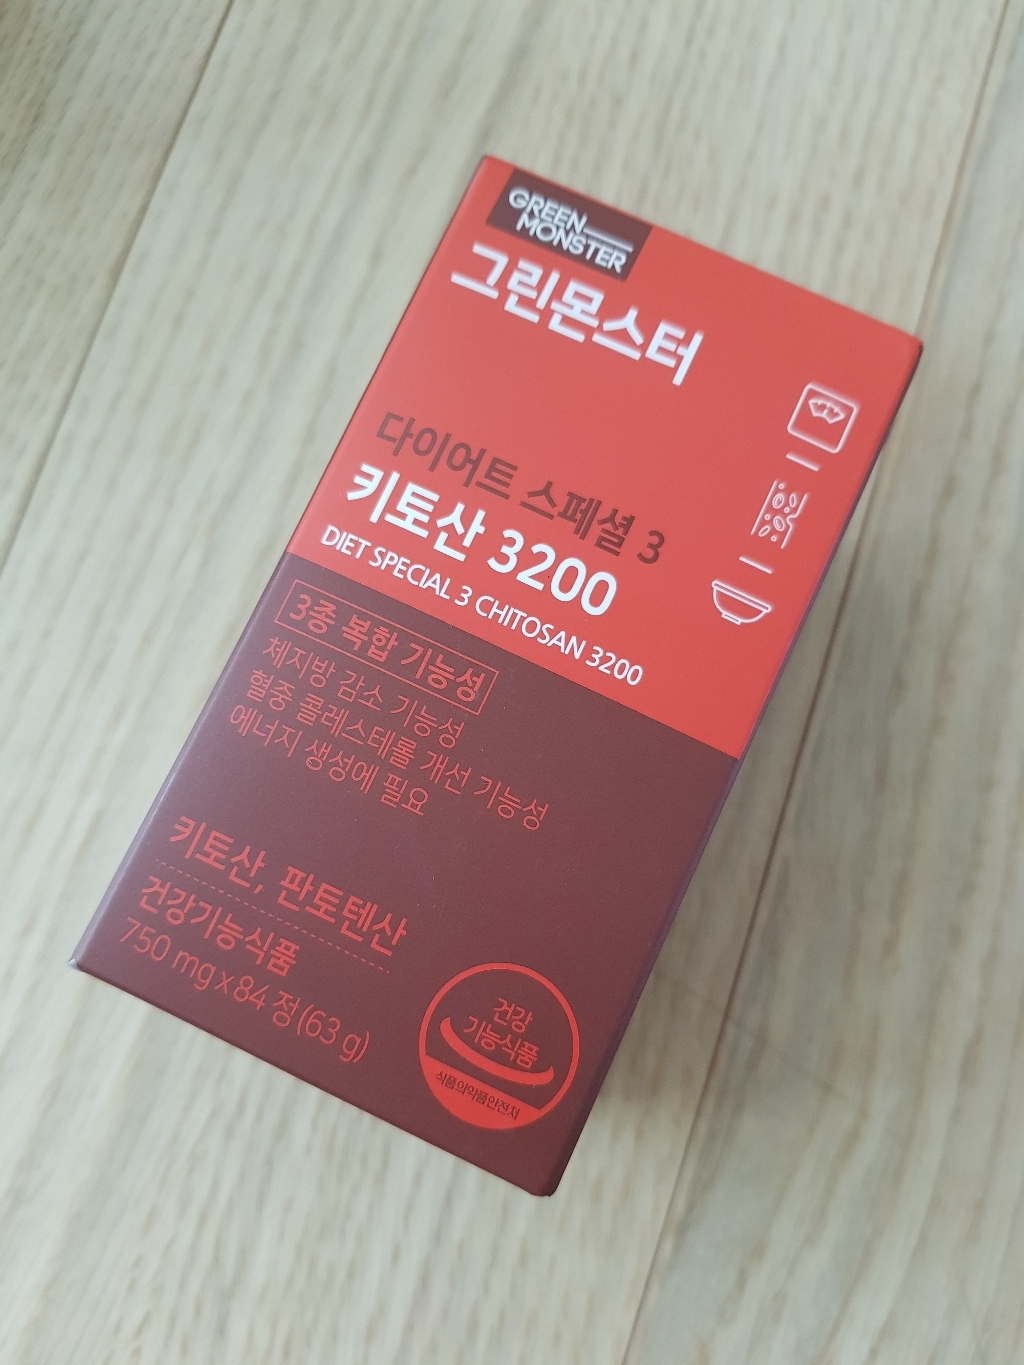 GREEN
MONSTER
그린몬스터
다이어트 스페셜 3
키토산 3200
DIET SPECIAL 3 CHITOSAN 3200
3종 복합 기능성
체지방 감소 기능성
혈중 콜레스테롤 개선 기능성
에너지 생성에 필요
키토산, 판토텐산
건강기능식품
750 mg x 84 정 (63 g)
건강
기능식품
식품의약품안전처